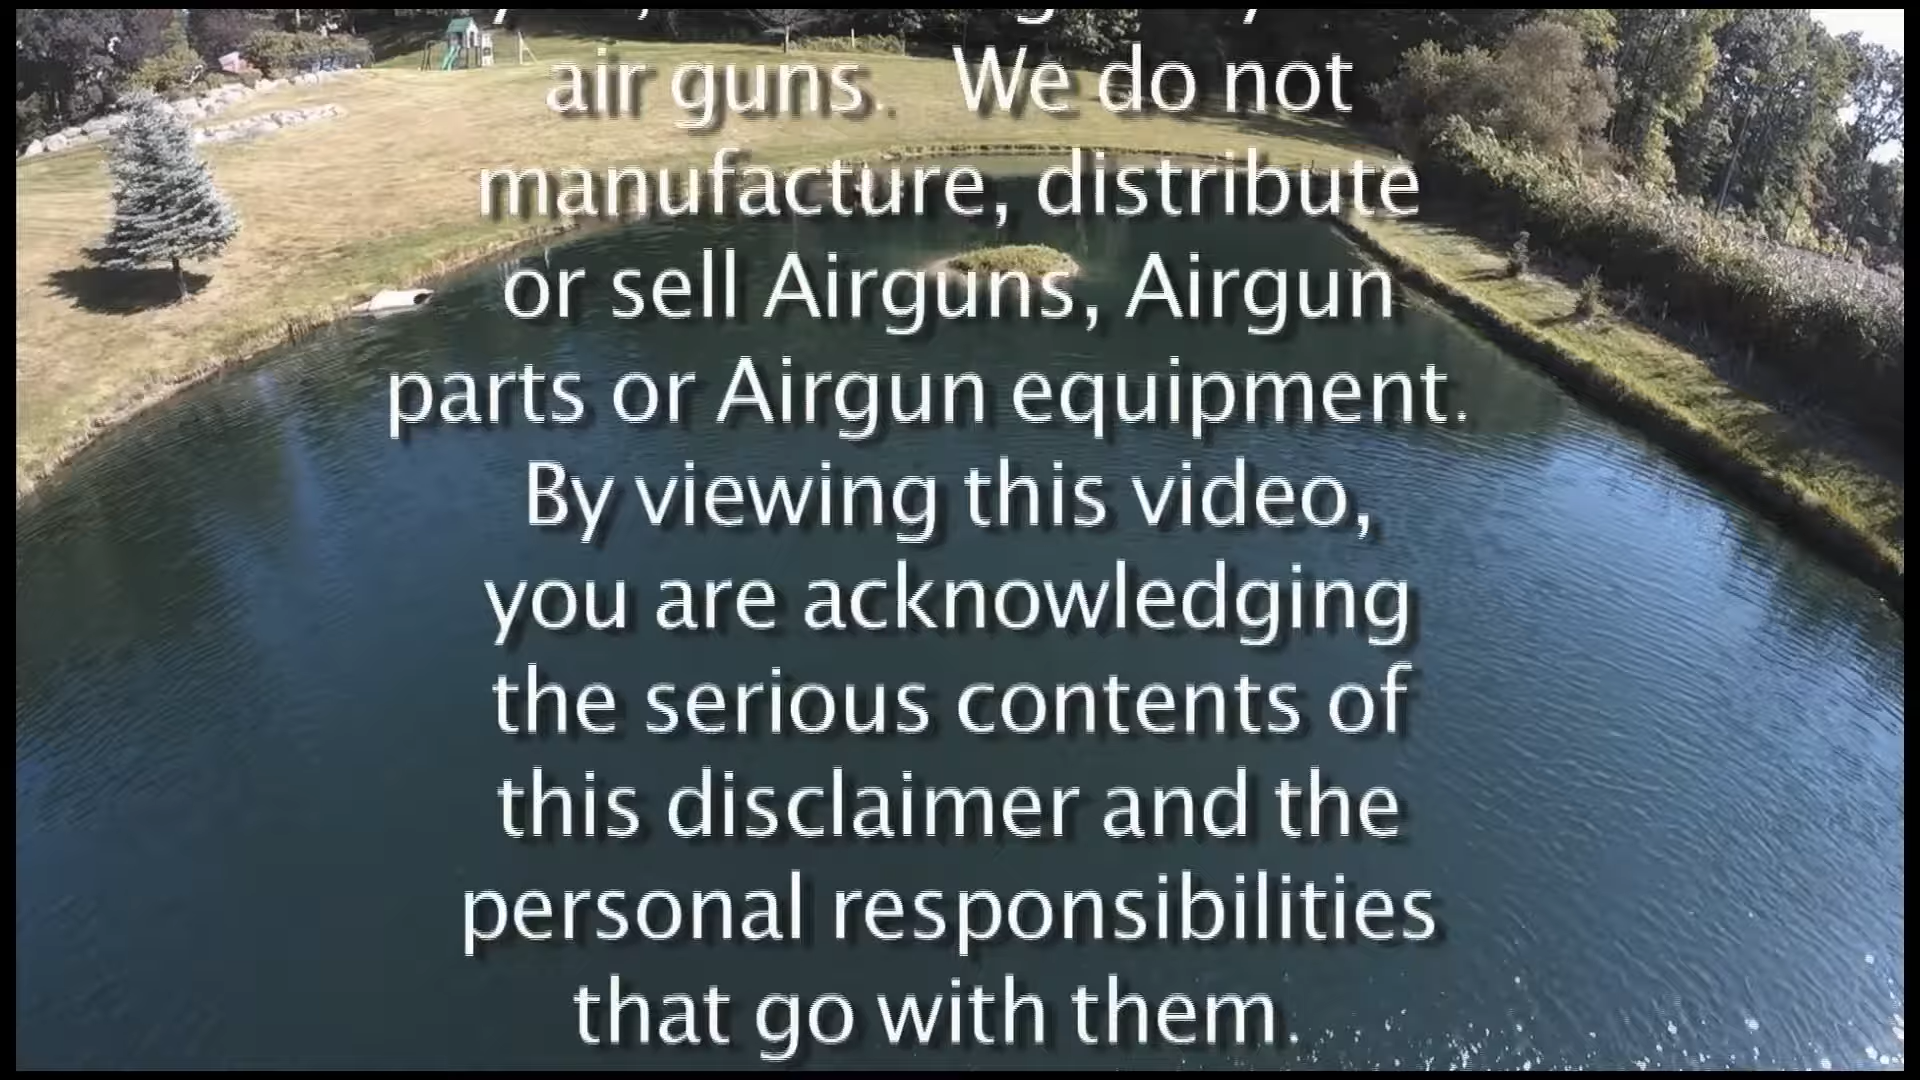 air guns. We do not
manufacture, distribute
or sell Airguns, Airgun
parts or Airgun equipment.
By viewing this video,
you are acknowledging
the serious contents of
this disclaimer and the
personal responsibilities
that go with them.